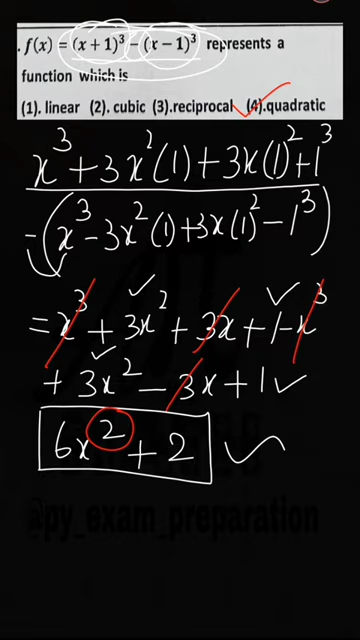 . f(x) = (x + 1)³ − (x − 1)³ represents a
function which is
(1). linear (2). cubic (3).reciprocal (4).quadratic
x³ + 3x²(1) + 3x(1)² + 1³
−(x³ − 3x²(1) + 3x(1)² − 1³)
= x³ + 3x² + 3x + 1 − x³
+ 3x² − 3x + 1
6x² + 2
@py_exam_preparation